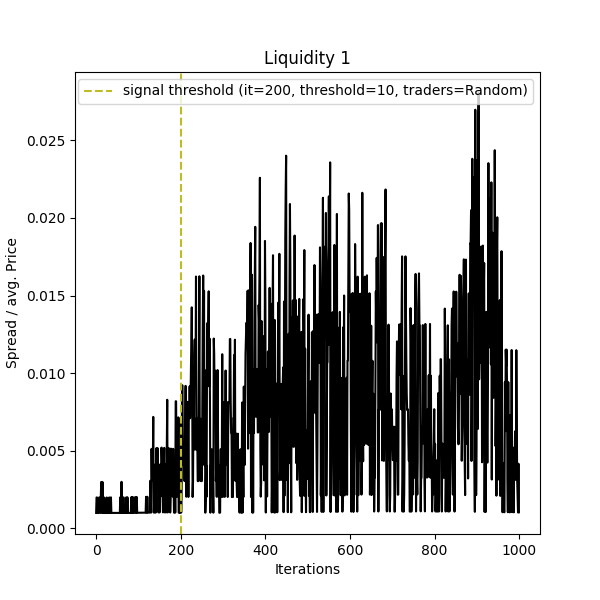 Liquidity 1
signal threshold (it=200, threshold=10, traders=Random)
Spread / avg. Price
0.025
0.020
0.015
0.010
0.005
0.000
0 200 400 600 800 1000
Iterations